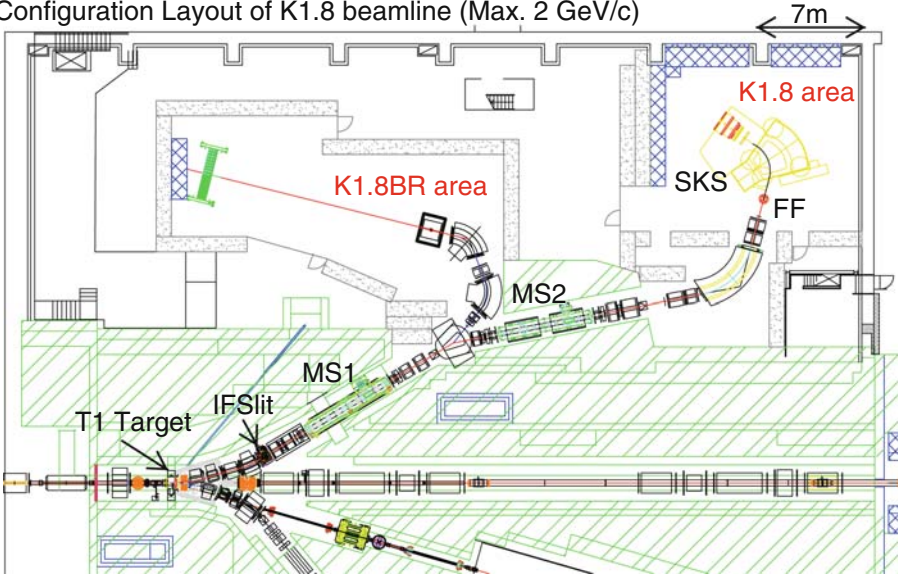 Configuration Layout of K1.8 beamline (Max. 2 GeV/c)
7m
K1.8 area
SKS
K1.8BR area
FF
MS2
MS1
IFSlit
T1 Target